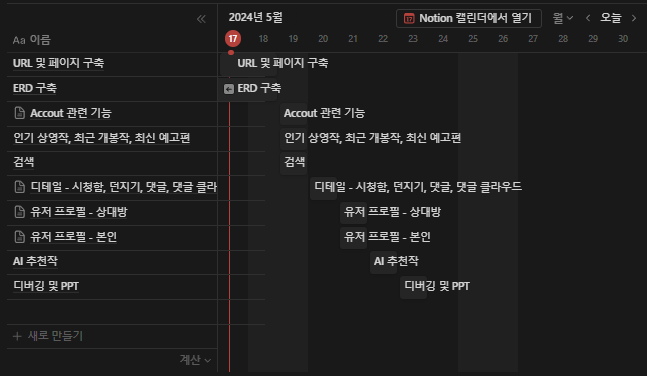 2024년 5월
Notion 캘린더에서 열기
월
오늘
Aa 이름
17 18 19 20 21 22 23 24 25 26 27 28 29 30
URL 및 페이지 구축
URL 및 페이지 구축
ERD 구축
ERD 구축
Accout 관련 기능
Accout 관련 기능
인기 상영작, 최근 개봉작, 최신 예고편
인기 상영작, 최근 개봉작, 최신 예고편
검색
검색
디테일 - 시청함, 던지기, 댓글, 댓글 클라
디테일 - 시청함, 던지기, 댓글, 댓글 클라우드
유저 프로필 - 상대방
유저 프로필 - 상대방
유저 프로필 - 본인
유저 프로필 - 본인
AI 추천작
AI 추천작
디버깅 및 PPT
디버깅 및 PPT
+ 새로 만들기
계산